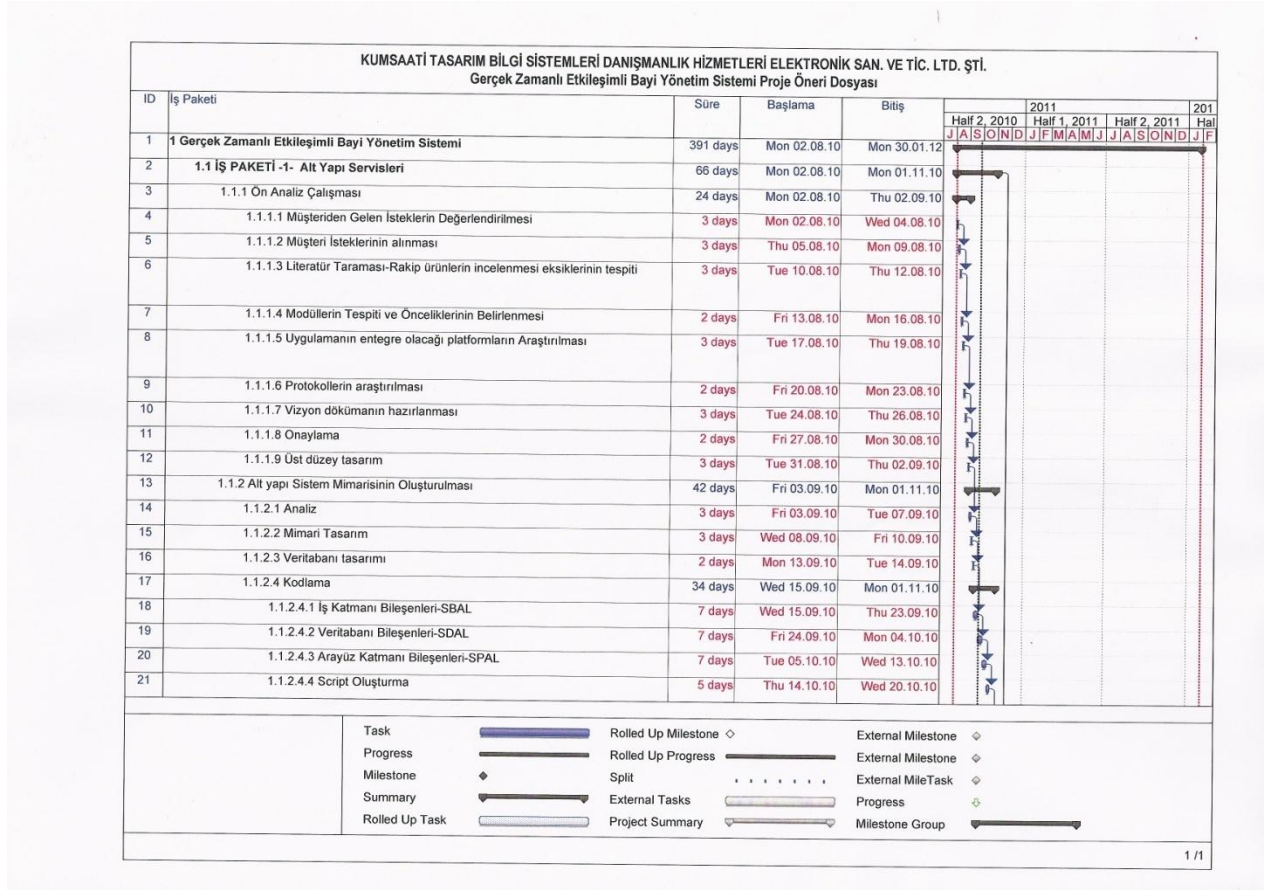 KUMSAATİ TASARIM BİLGİ SİSTEMLERİ DANIŞMANLIK HİZMETLERİ ELEKTRONİK SAN. VE TİC. LTD. ŞTİ.
Gerçek Zamanlı Etkileşimli Bayi Yönetim Sistemi Proje Öneri Dosyası
ID İş Paketi Süre Başlama Bitiş 2011 201
Half 2, 2010 Half 1, 2011 Half 2, 2011 Hal
J A S O N D J F M A M J J A S O N D J F
1 1 Gerçek Zamanlı Etkileşimli Bayi Yönetim Sistemi 391 days Mon 02.08.10 Mon 30.01.12
2 1.1 İŞ PAKETİ -1- Alt Yapı Servisleri 66 days Mon 02.08.10 Mon 01.11.10
3 1.1.1 Ön Analiz Çalışması 24 days Mon 02.08.10 Thu 02.09.10
4 1.1.1.1 Müşteriden Gelen İsteklerin Değerlendirilmesi 3 days Mon 02.08.10 Wed 04.08.10
5 1.1.1.2 Müşteri İsteklerinin alınması 3 days Thu 05.08.10 Mon 09.08.10
6 1.1.1.3 Literatür Taraması-Rakip ürünlerin incelenmesi eksiklerinin tespiti 3 days Tue 10.08.10 Thu 12.08.10
7 1.1.1.4 Modüllerin Tespiti ve Önceliklerinin Belirlenmesi 2 days Fri 13.08.10 Mon 16.08.10
8 1.1.1.5 Uygulamanın entegre olacağı platformların Araştırılması 3 days Tue 17.08.10 Thu 19.08.10
9 1.1.1.6 Protokollerin araştırılması 2 days Fri 20.08.10 Mon 23.08.10
10 1.1.1.7 Vizyon dökümanın hazırlanması 3 days Tue 24.08.10 Thu 26.08.10
11 1.1.1.8 Onaylama 2 days Fri 27.08.10 Mon 30.08.10
12 1.1.1.9 Üst düzey tasarım 3 days Tue 31.08.10 Thu 02.09.10
13 1.1.2 Alt yapı Sistem Mimarisinin Oluşturulması 42 days Fri 03.09.10 Mon 01.11.10
14 1.1.2.1 Analiz 3 days Fri 03.09.10 Tue 07.09.10
15 1.1.2.2 Mimari Tasarım 3 days Wed 08.09.10 Fri 10.09.10
16 1.1.2.3 Veritabanı tasarımı 2 days Mon 13.09.10 Tue 14.09.10
17 1.1.2.4 Kodlama 34 days Wed 15.09.10 Mon 01.11.10
18 1.1.2.4.1 İş Katmanı Bileşenleri-SBAL 7 days Wed 15.09.10 Thu 23.09.10
19 1.1.2.4.2 Veritabanı Bileşenleri-SDAL 7 days Fri 24.09.10 Mon 04.10.10
20 1.1.2.4.3 Arayüz Katmanı Bileşenleri-SPAL 7 days Tue 05.10.10 Wed 13.10.10
21 1.1.2.4.4 Script Oluşturma 5 days Thu 14.10.10 Wed 20.10.10
Task Rolled Up Milestone External Milestone
Progress Rolled Up Progress External Milestone
Milestone Split External MileTask
Summary External Tasks Progress
Rolled Up Task Project Summary Milestone Group
1 /1